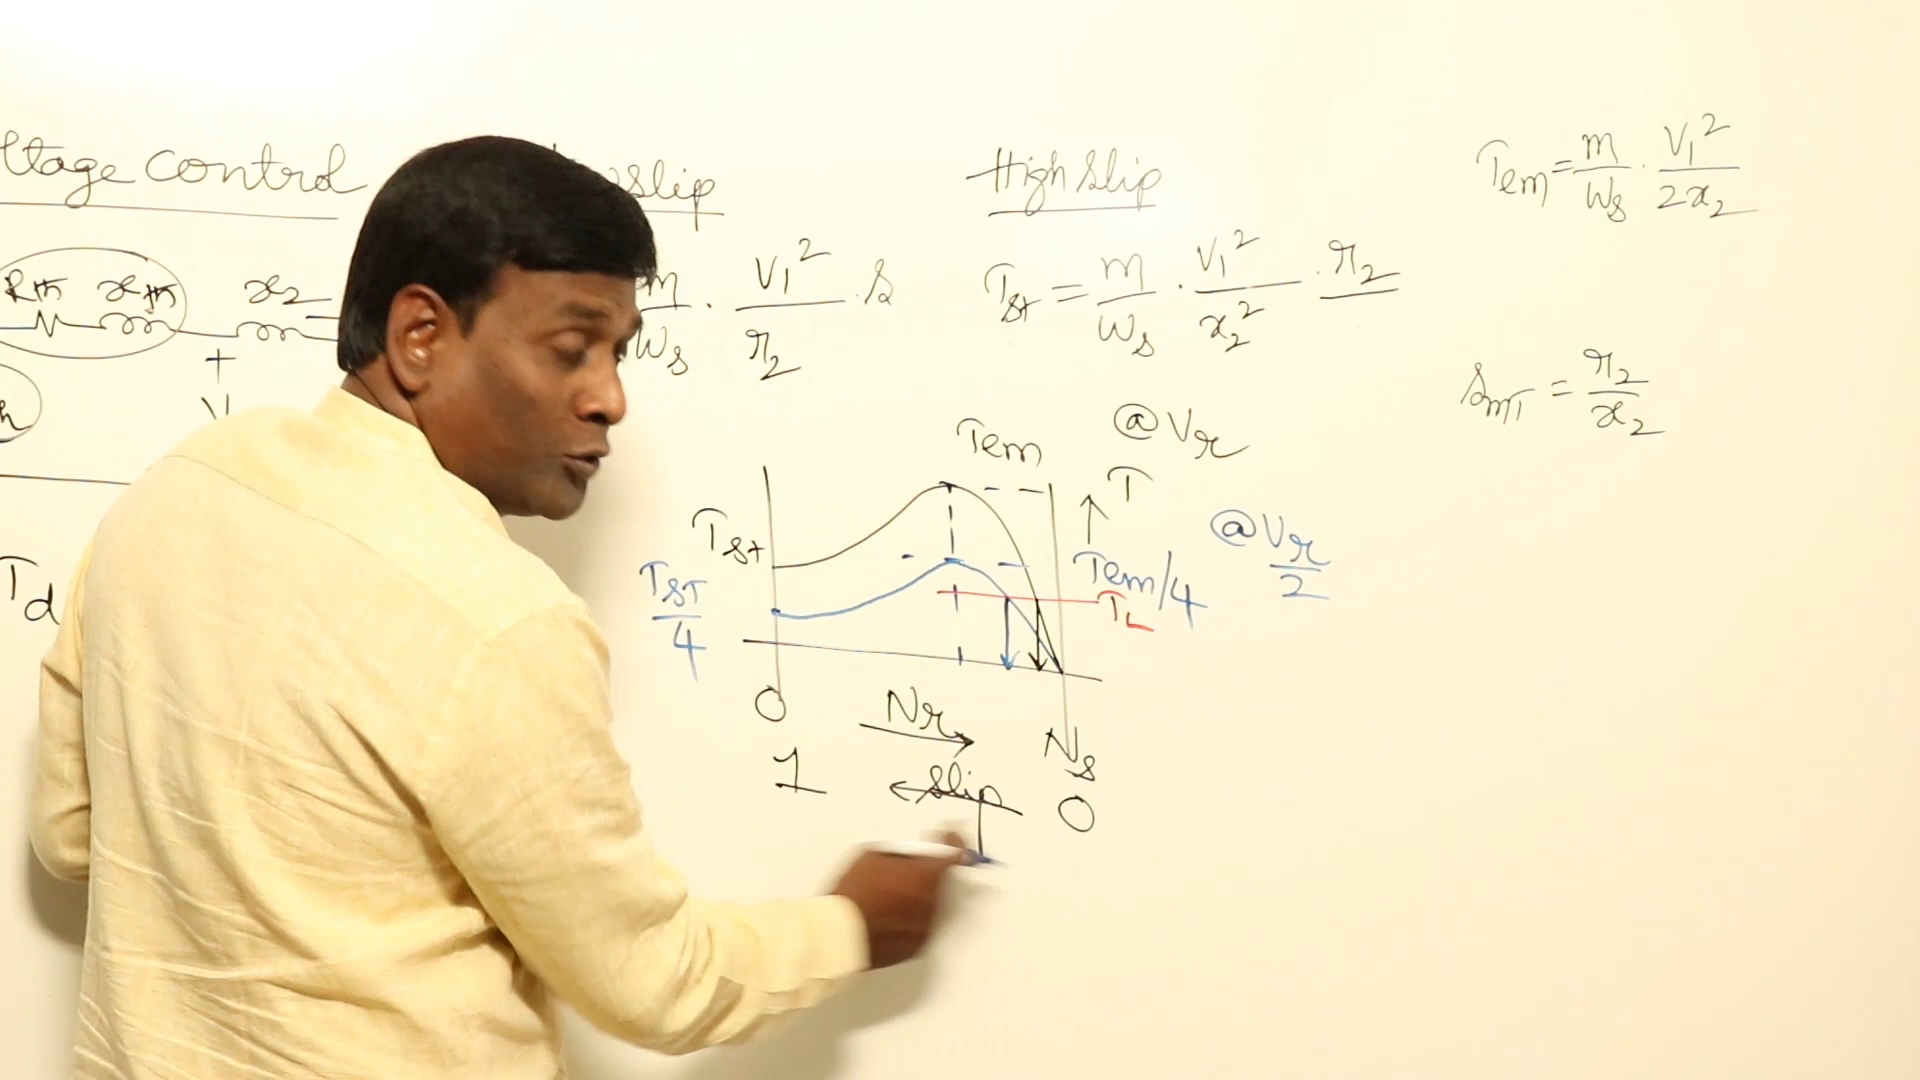 ltage control
slip
High slip
Tem = m/Ws · V1²/2x2
Rth xth x2
+
V
m/Ws · V1²/r2 · s
Tst = m/Ws · V1²/x2² · r2
SmT = r2/x2
h
Td
Tem
@Vr
T
Tst
@Vr/2
TST/4
Tem/4
TL
0
Nr
Ns
1
slip
0